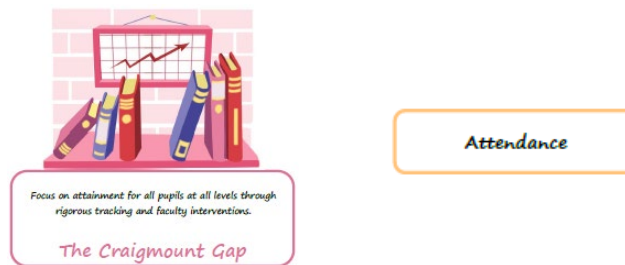 Focus on attainment for all pupils at all levels through
rigorous tracking and faculty interventions.
The Craigmount Gap
Attendance